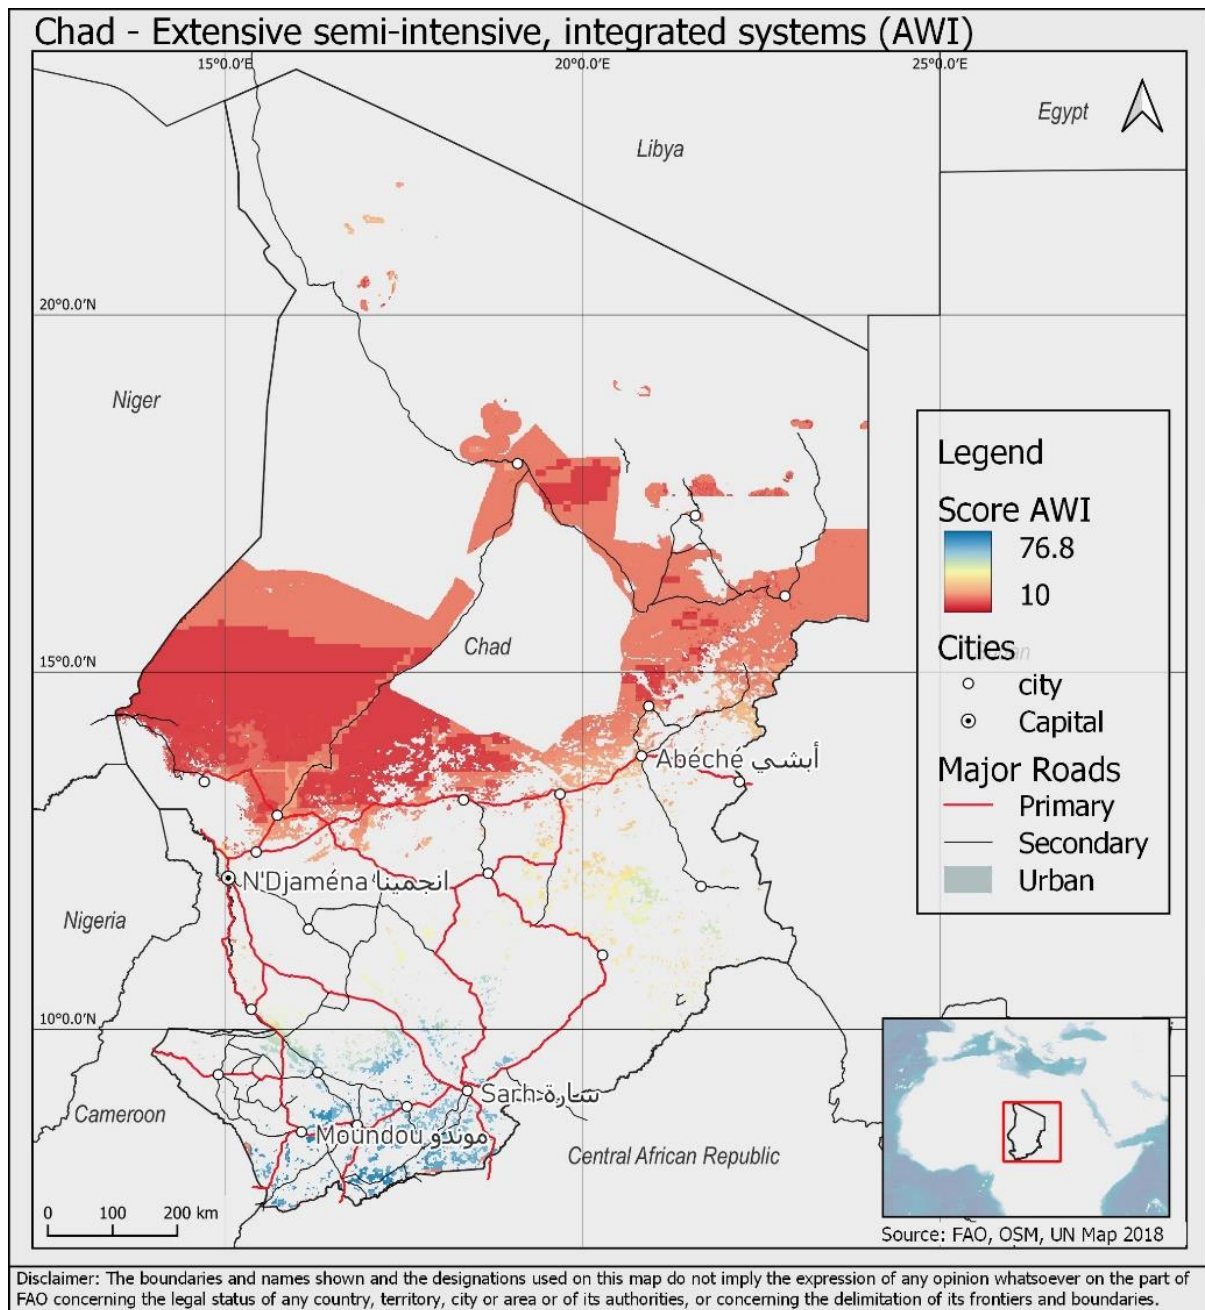 Chad - Extensive semi-intensive, integrated systems (AWI)
15°0.0'E
20°0.0'E
25°0.0'E
Egypt
Libya
20°0.0'N
Niger
Legend
Score AWI
76.8
10
Chad
15°0.0'N
Cities
city
Capital
Abéché أبشي
Major Roads
Primary
Secondary
Urban
N'Djaména انجمينا
Nigeria
10°0.0'N
Sarh سارة
Cameroon
Moundou موندو
Central African Republic
0 100 200 km
Source: FAO, OSM, UN Map 2018
Disclaimer: The boundaries and names shown and the designations used on this map do not imply the expression of any opinion whatsoever on the part of
FAO concerning the legal status of any country, territory, city or area or of its authorities, or concerning the delimitation of its frontiers and boundaries.